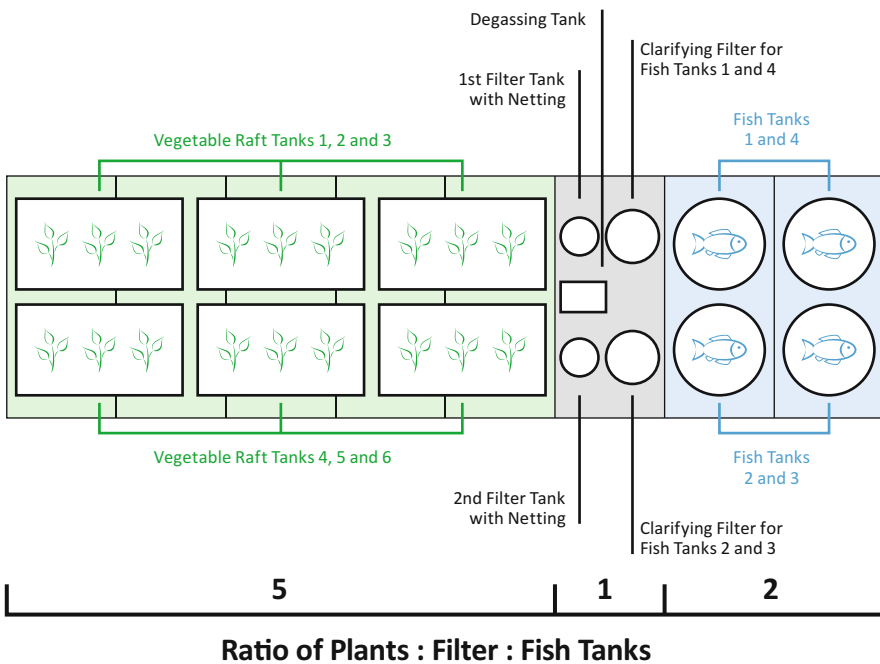 Degassing Tank
Clarifying Filter for
Fish Tanks 1 and 4
1st Filter Tank
with Netting
Vegetable Raft Tanks 1, 2 and 3
Fish Tanks
1 and 4
Vegetable Raft Tanks 4, 5 and 6
Fish Tanks
2 and 3
2nd Filter Tank
with Netting
Clarifying Filter for
Fish Tanks 2 and 3
5
1
2
Ratio of Plants : Filter : Fish Tanks